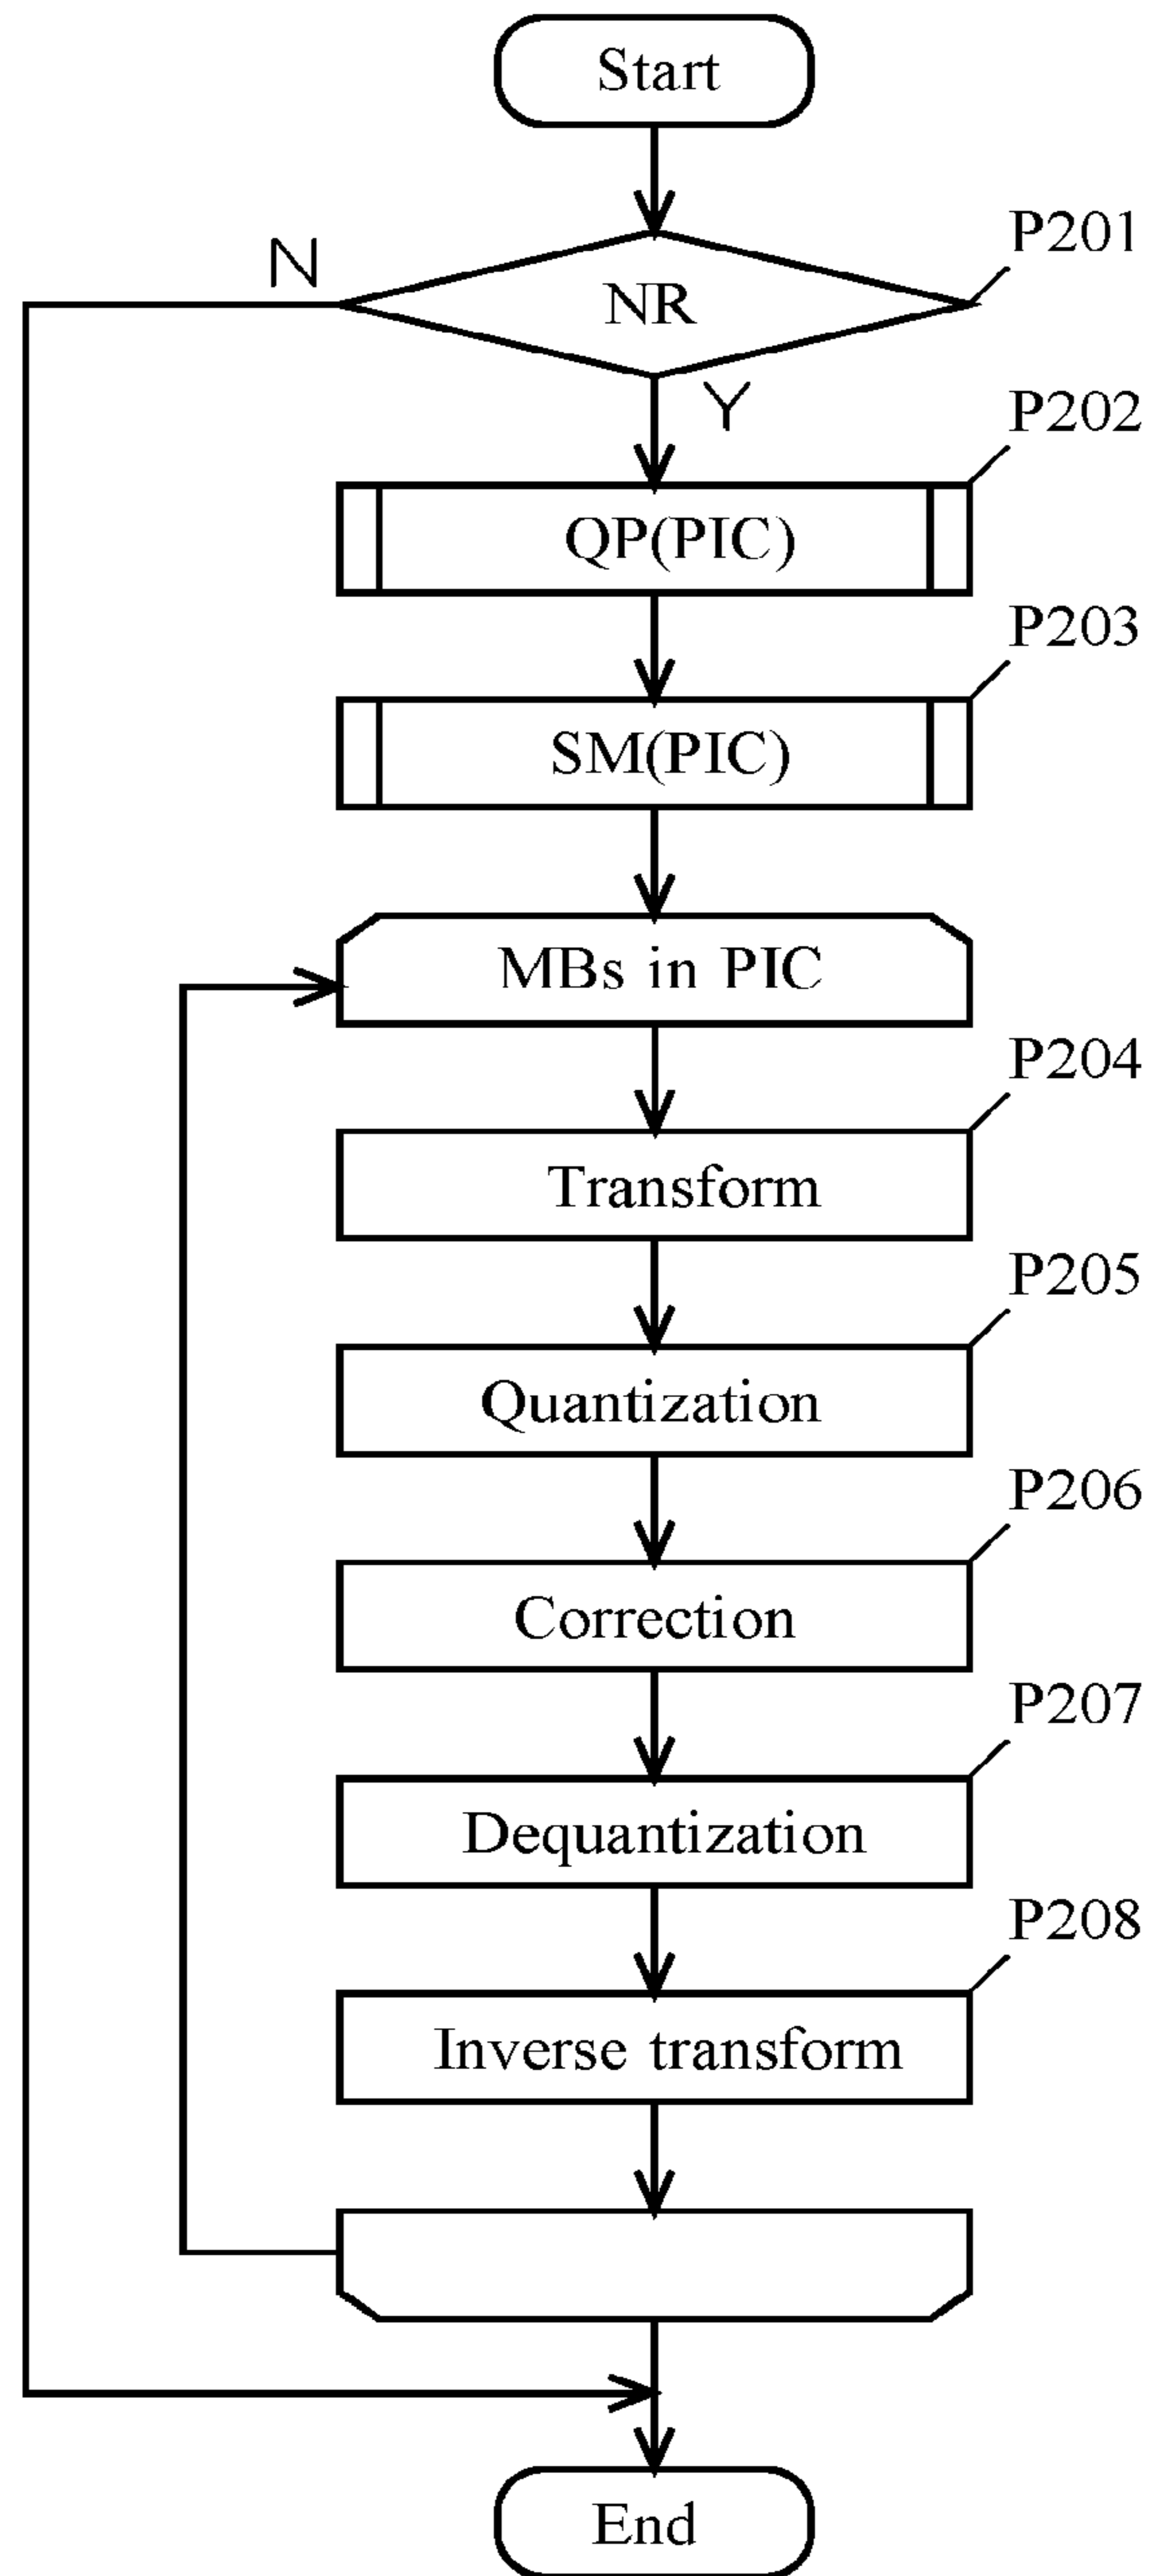 Start
P201
N
NR
Y
P202
QP(PIC)
P203
SM(PIC)
MBs in PIC
P204
Transform
P205
Quantization
P206
Correction
P207
Dequantization
P208
Inverse transform
End